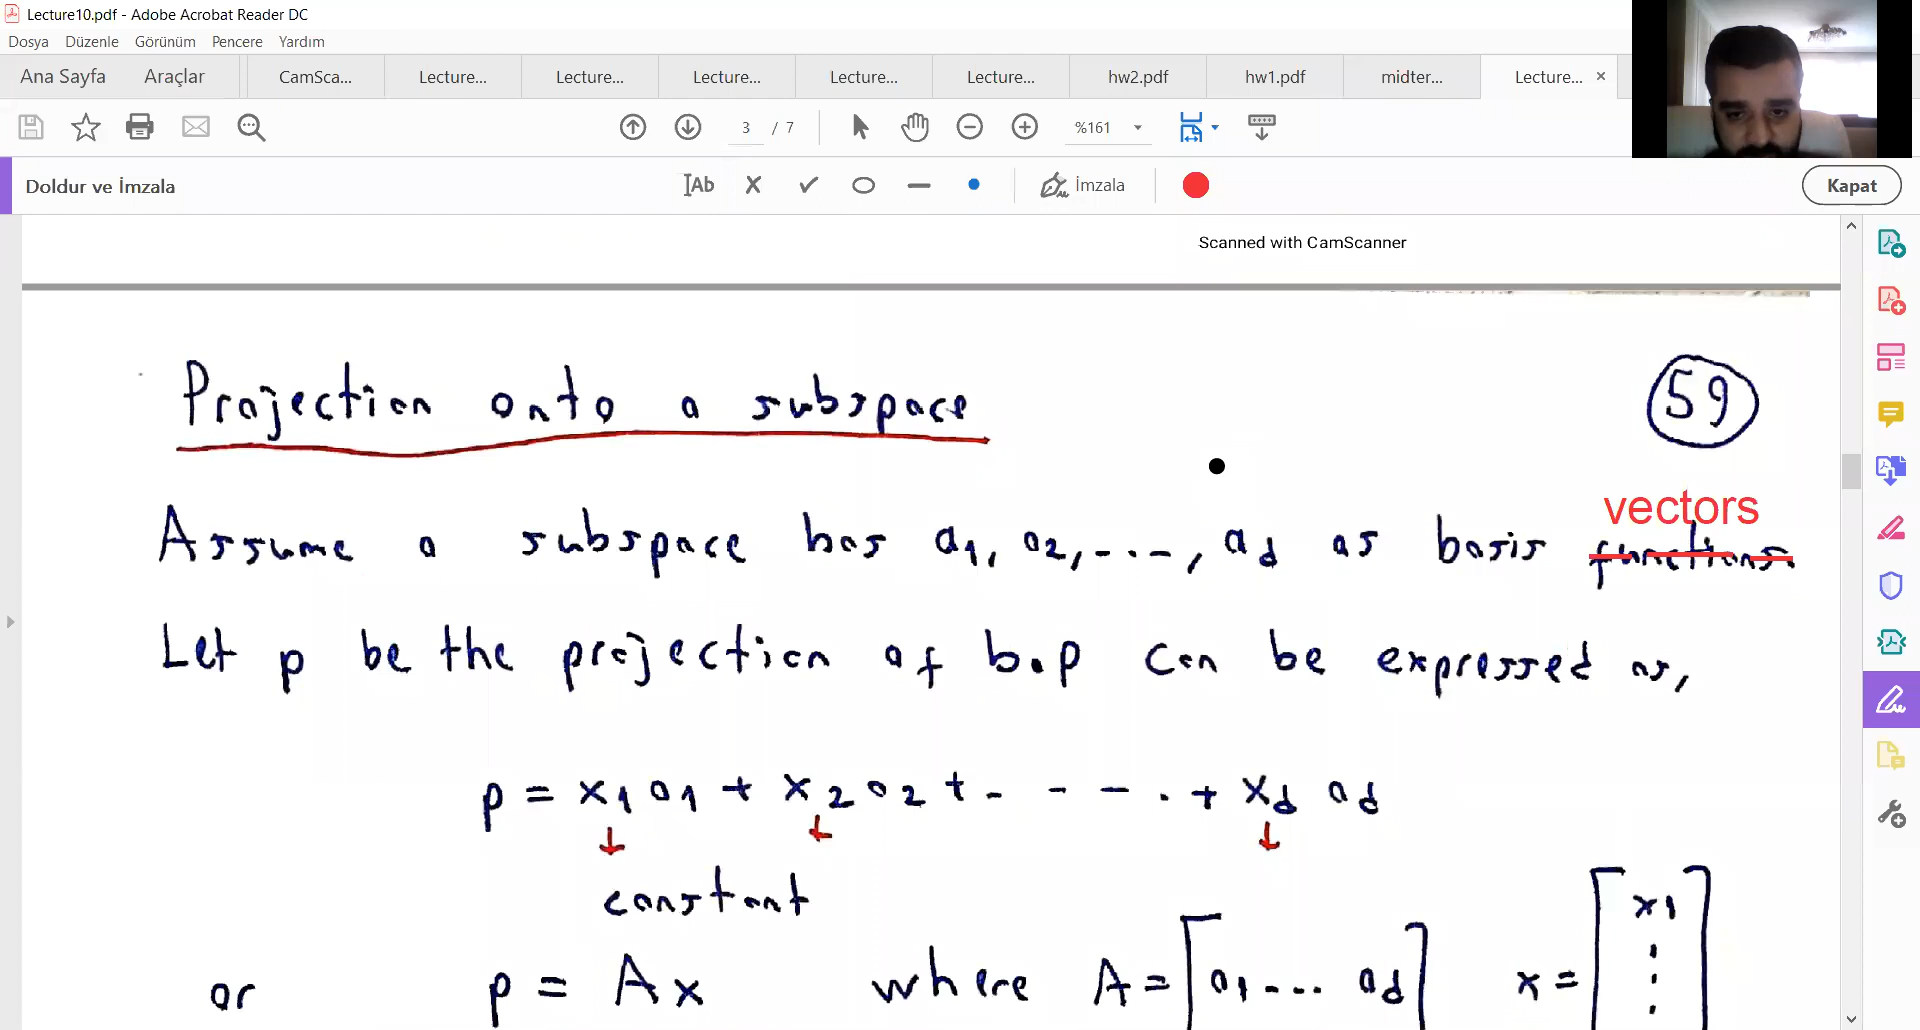 Lecture10.pdf - Adobe Acrobat Reader DC
Dosya Düzenle Görünüm Pencere Yardım
Ana Sayfa Araçlar CamSca... Lecture... Lecture... Lecture... Lecture... Lecture... hw2.pdf hw1.pdf midter... Lecture... ×
3 / 7 %161
Doldur ve İmzala IAb İmzala Kapat
Scanned with CamScanner
Projection onto a subspace 59
vectors
Assume a subspace has a1, a2, ..., ad as basis functions.
Let p be the projection of b. p can be expressed as,
p = x1 a1 + x2 a2 + - - - . + xd ad
constant
or p = Ax where A = [a1 ... ad] x = [x1